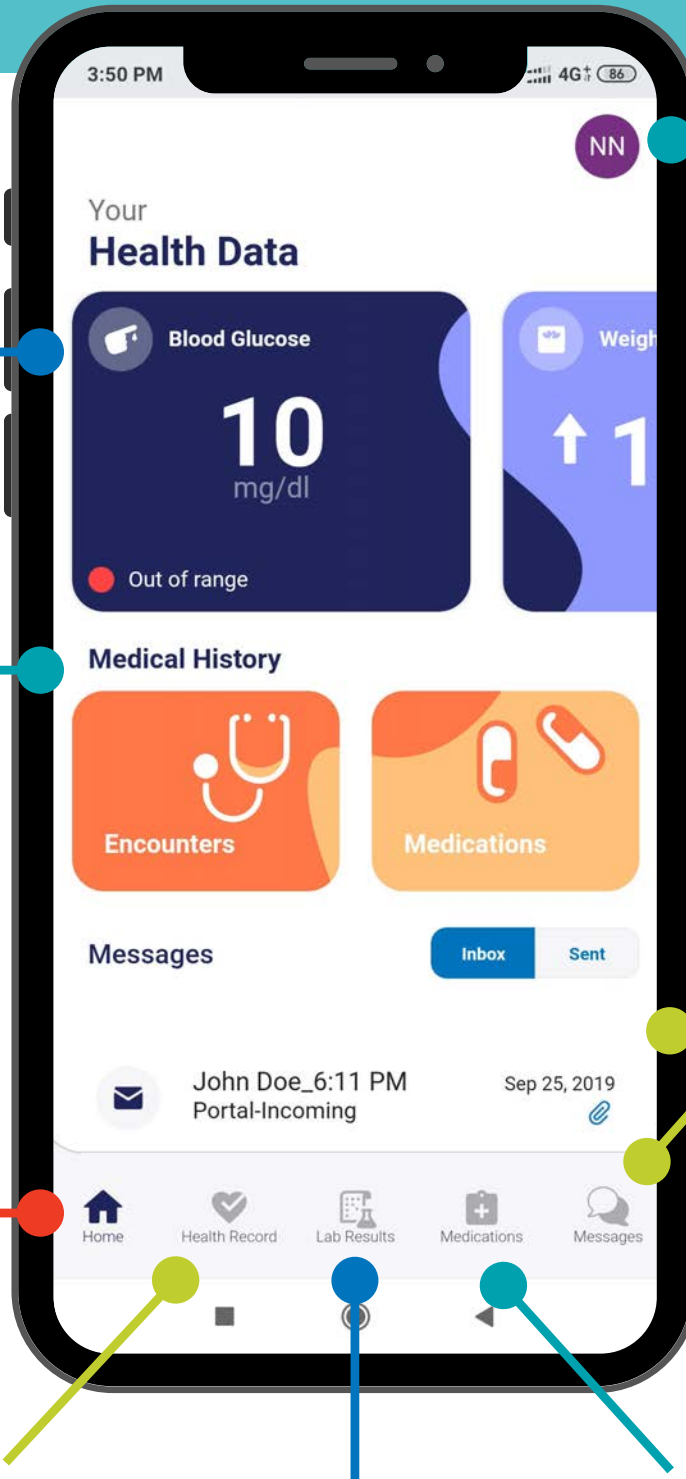 3:50 PM 4G+ 86
NN
Your
Health Data
Blood Glucose
Weigh
10
1
mg/dl
Out of range
Medical History
Encounters
Medications
Messages
Inbox
Sent
John Doe_6:11 PM
Sep 25, 2019
Portal-Incoming
Home
Health Record
Lab Results
Medications
Messages